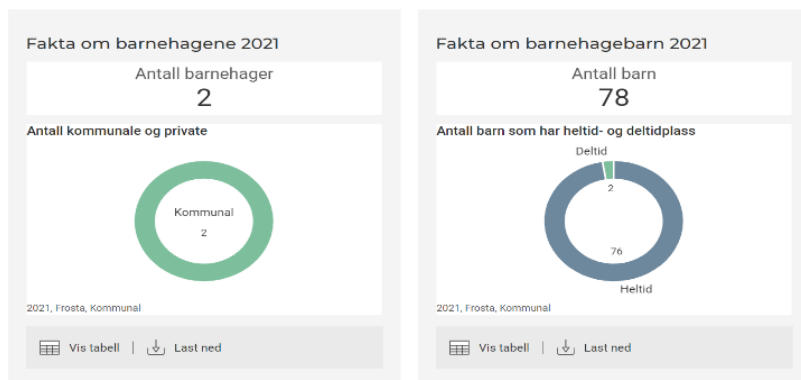 Fakta om barnehagene 2021
Antall barnehager
2
Antall kommunale og private
Kommunal
2
2021, Frosta, Kommunal
Vis tabell | Last ned
Fakta om barnehagebarn 2021
Antall barn
78
Antall barn som har heltid- og deltidplass
Deltid
2
76
Heltid
2021, Frosta, Kommunal
Vis tabell | Last ned